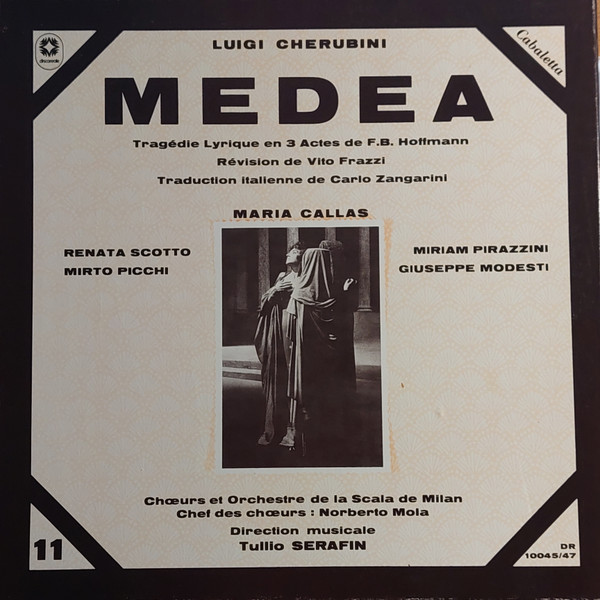 LUIGI CHERUBINI
discoreale
Cabaletta
MEDEA
Tragédie Lyrique en 3 Actes de F.B. Hoffmann
Révision de Vito Frazzi
Traduction italienne de Carlo Zangarini
MARIA CALLAS
RENATA SCOTTO
MIRTO PICCHI
MIRIAM PIRAZZINI
GIUSEPPE MODESTI
Chœurs et Orchestre de la Scala de Milan
Chef des chœurs : Norberto Mola
Direction musicale
Tullio SERAFIN
11
DR
10045/47